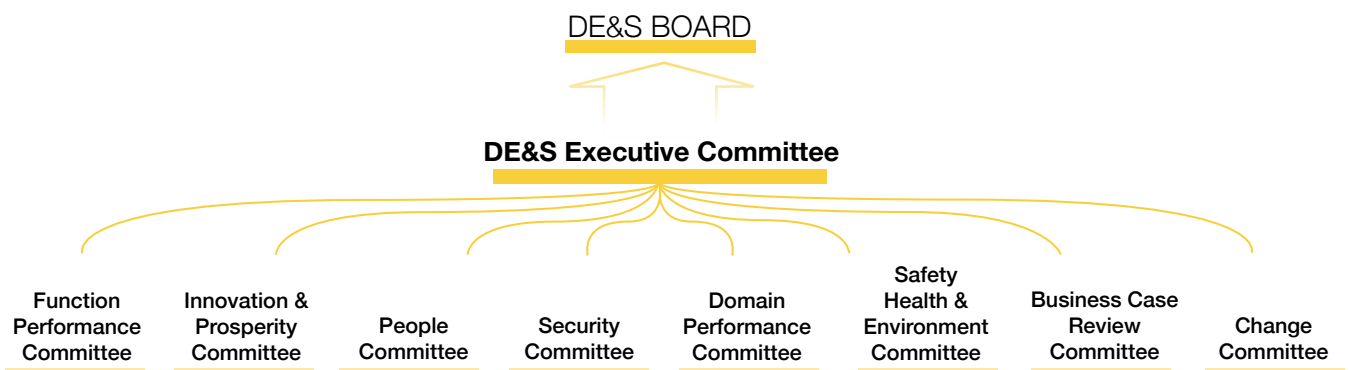 DE&S BOARD
DE&S Executive Committee
Function
Performance
Committee
Innovation &
Prosperity
Committee
People
Committee
Security
Committee
Domain
Performance
Committee
Safety
Health &
Environment
Committee
Business Case
Review
Committee
Change
Committee